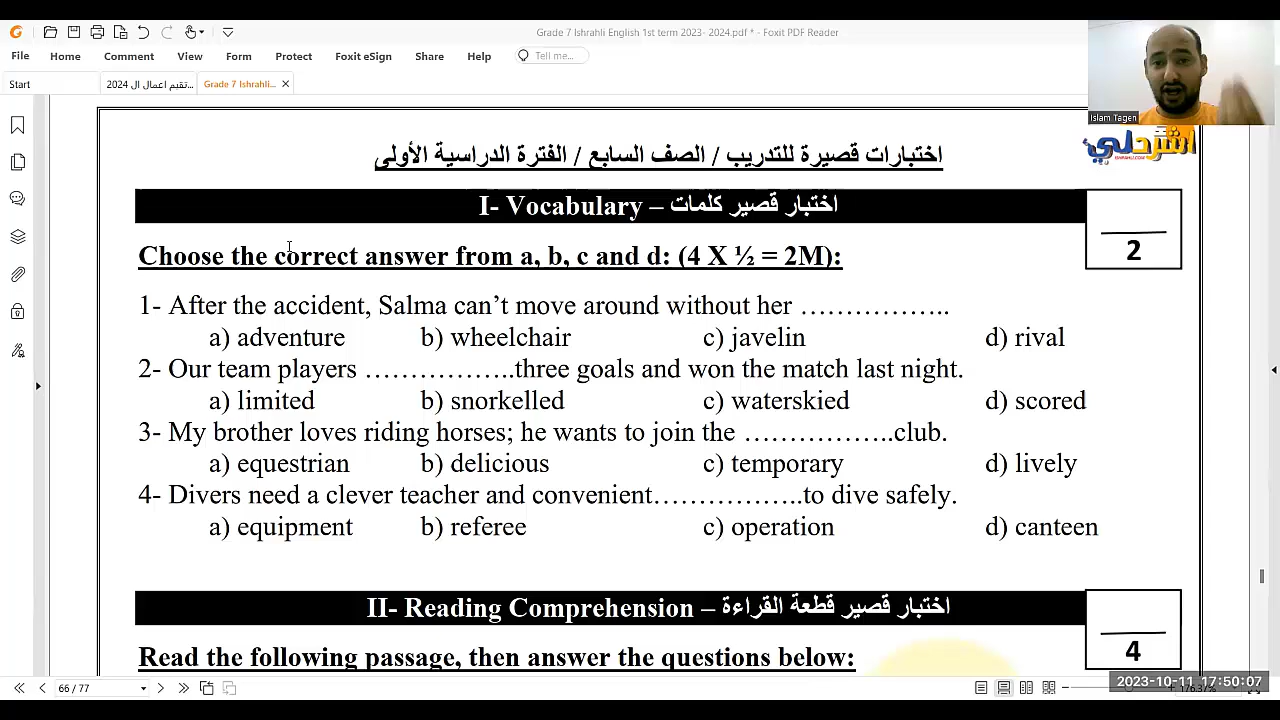 Grade 7 Ishrahli English 1st term 2023- 2024.pdf * - Foxit PDF Reader
File Home Comment View Form Protect Foxit eSign Share Help Tell me...
Start تقيم اعمال ال 2024... Grade 7 Ishrahli...
Islam Tagen
اشرحلي
اختبارات قصيرة للتدريب / الصف السابع / الفترة الدراسية الأولى
I- Vocabulary – اختبار قصير كلمات
2
Choose the correct answer from a, b, c and d: (4 X ½ = 2M):
1- After the accident, Salma can’t move around without her ……………..
a) adventure b) wheelchair c) javelin d) rival
2- Our team players ……………..three goals and won the match last night.
a) limited b) snorkelled c) waterskied d) scored
3- My brother loves riding horses; he wants to join the ……………..club.
a) equestrian b) delicious c) temporary d) lively
4- Divers need a clever teacher and convenient……………..to dive safely.
a) equipment b) referee c) operation d) canteen
II- Reading Comprehension – اختبار قصير قطعة القراءة
4
Read the following passage, then answer the questions below:
66 / 77
2023-10-11 17:50:07